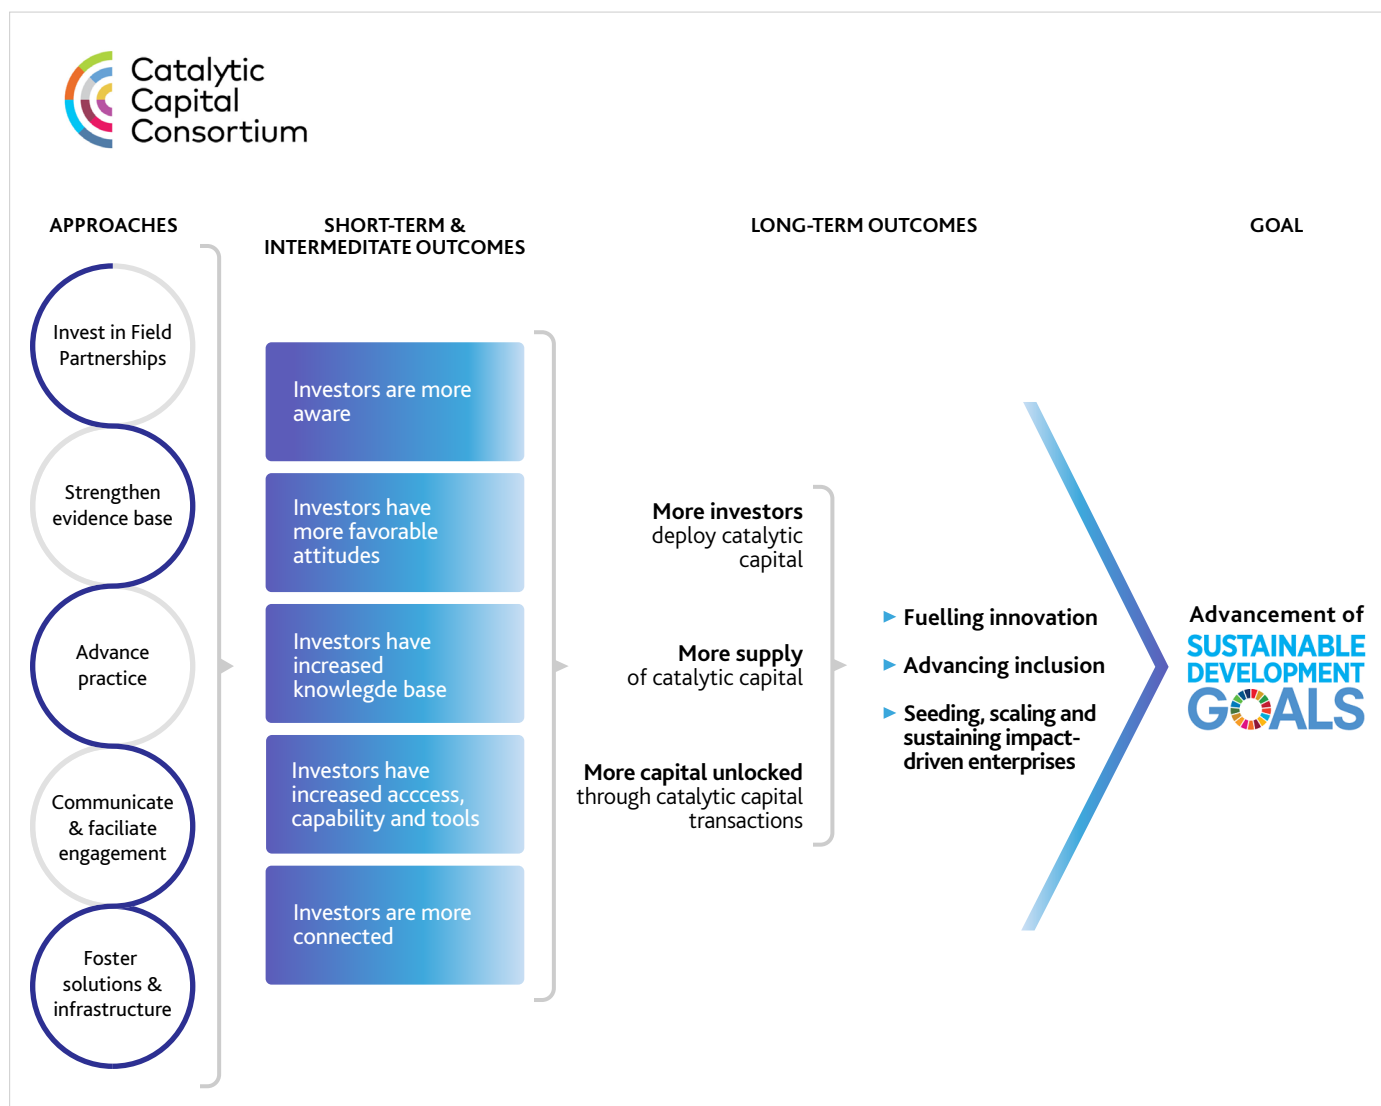 Catalytic
Capital
Consortium
APPROACHES
Invest in Field
Partnerships
Strengthen
evidence base
Advance
practice
Communicate
& faciliate
engagement
Foster
solutions &
infrastructure
SHORT-TERM &
INTERMEDITATE OUTCOMES
Investors are more
aware
Investors have
more favorable
attitudes
Investors have
increased
knowlegde base
Investors have
increased acccess,
capability and tools
Investors are more
connected
LONG-TERM OUTCOMES
More investors
deploy catalytic
capital
More supply
of catalytic capital
More capital unlocked
through catalytic capital
transactions
Fuelling innovation
Advancing inclusion
Seeding, scaling and
sustaining impact-
driven enterprises
GOAL
Advancement of
SUSTAINABLE
DEVELOPMENT
GOALS